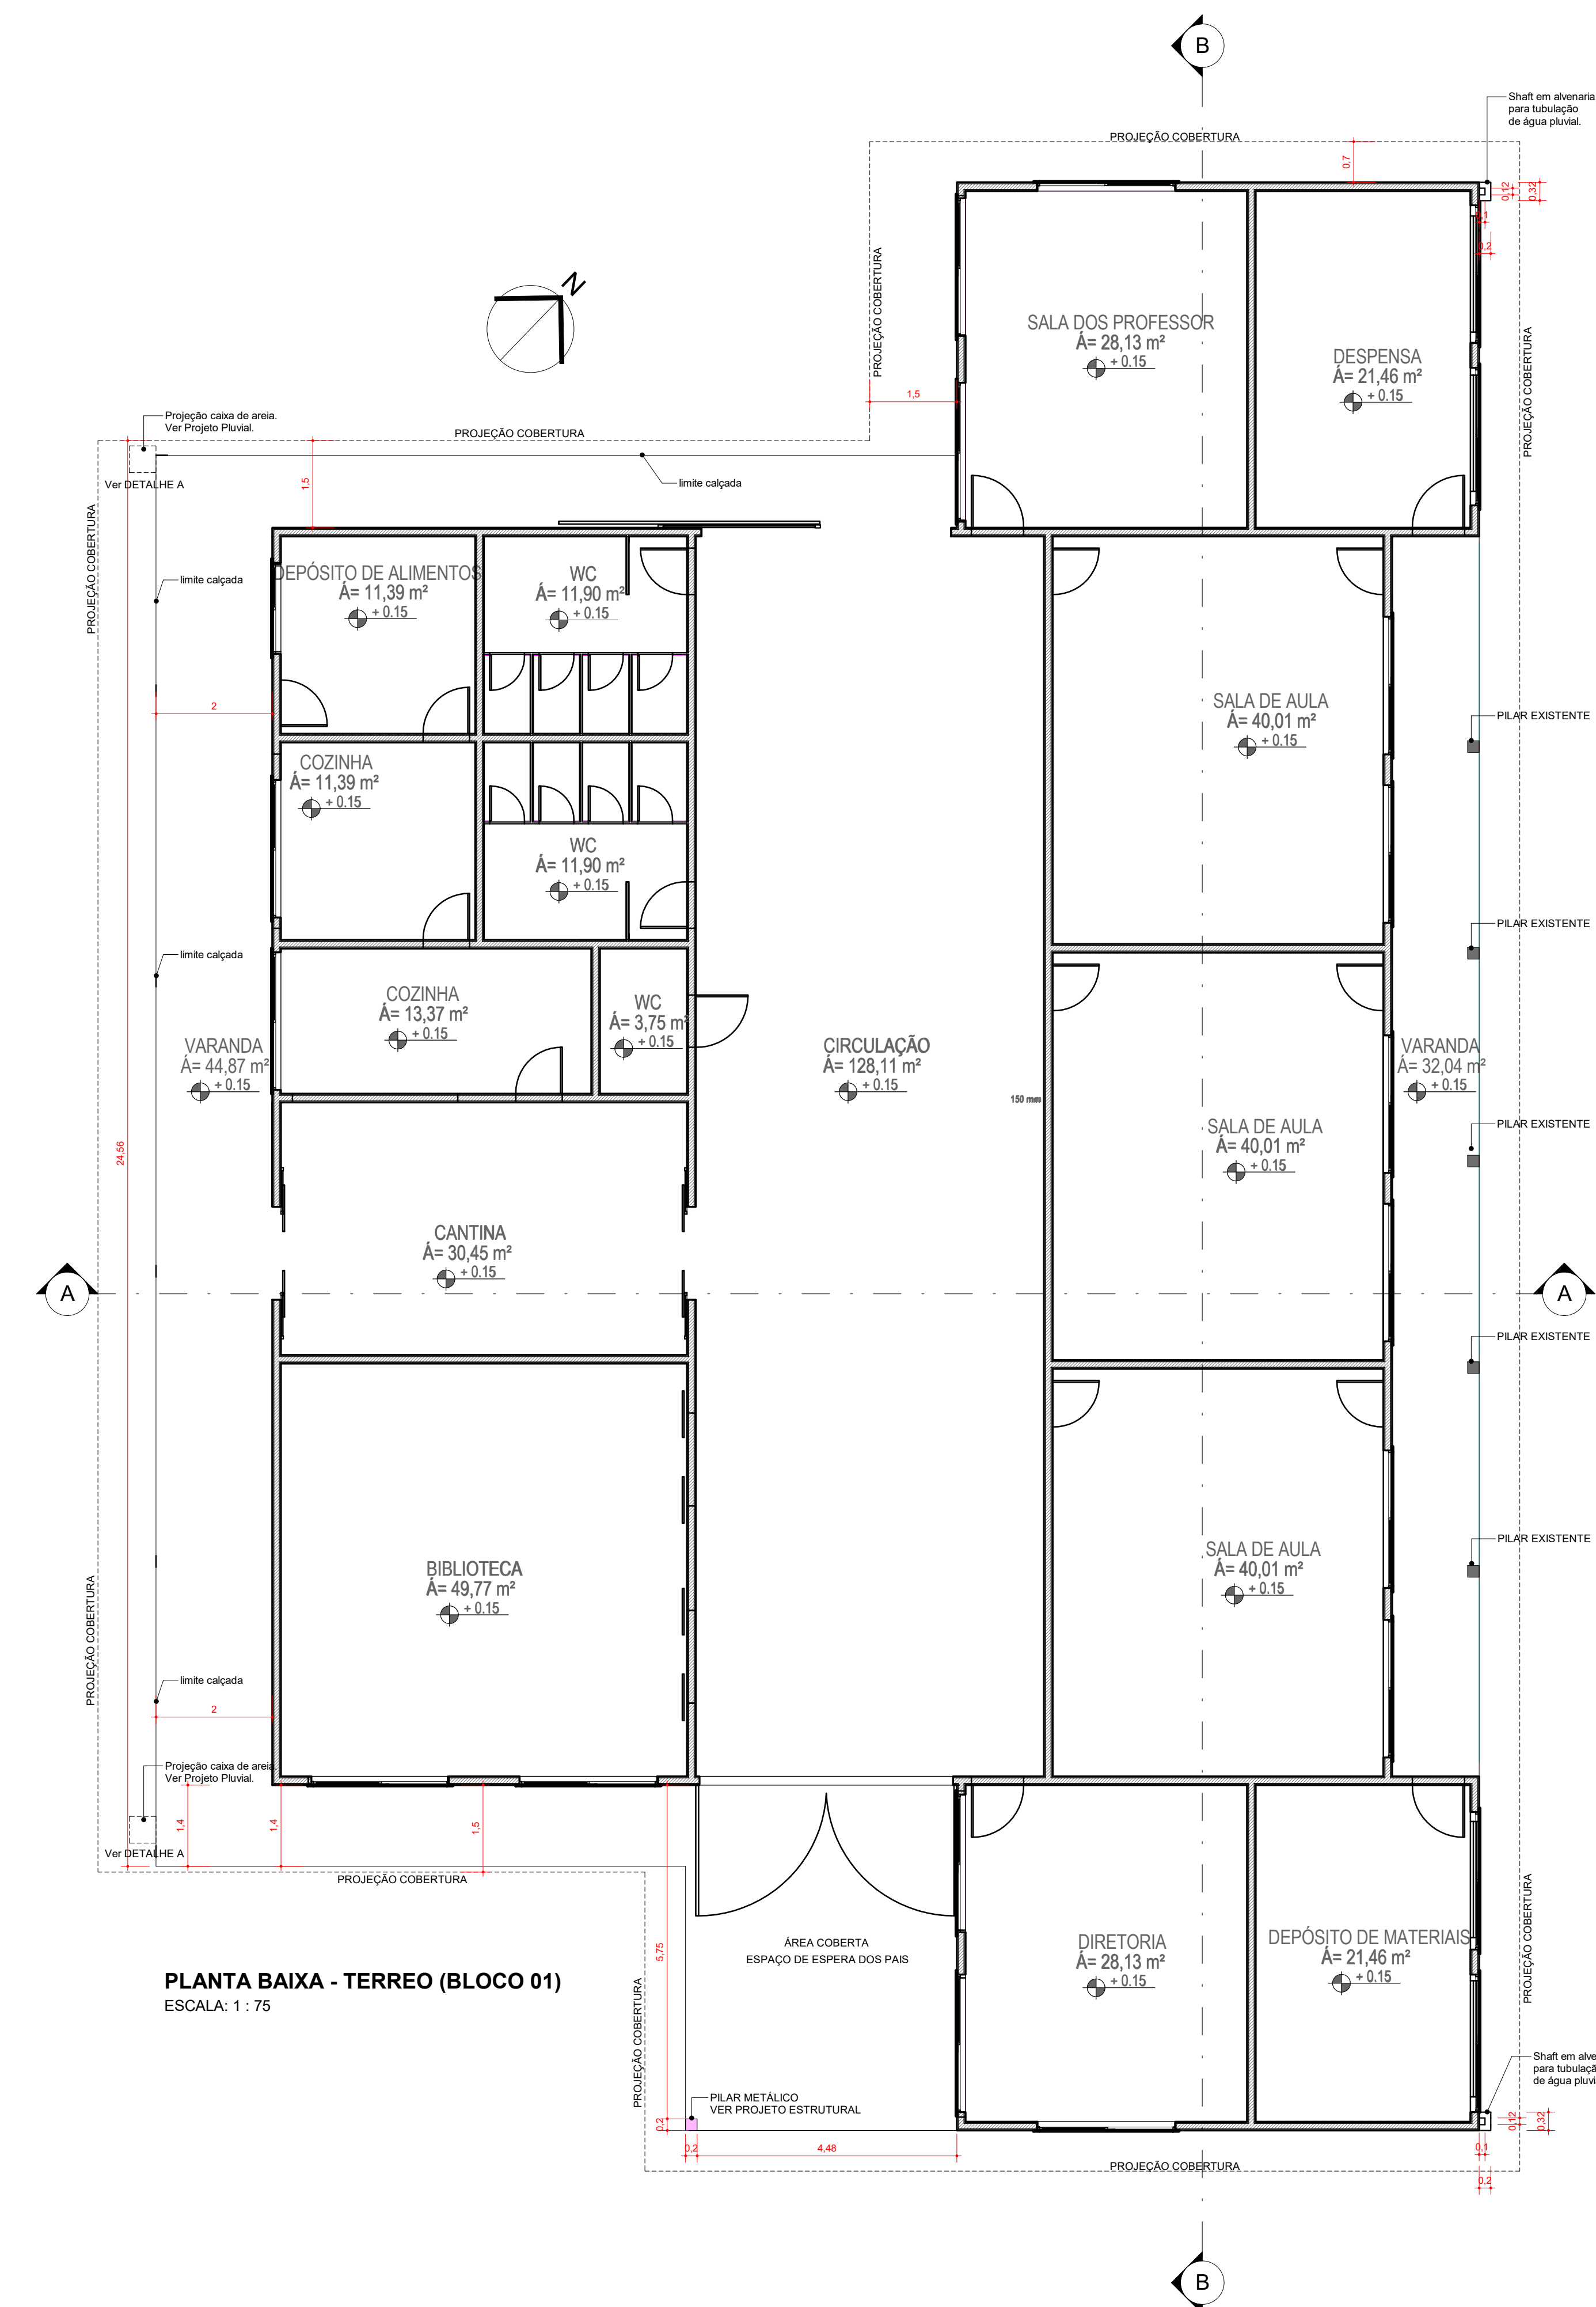 B
Shaft em alvenaria
para tubulação
de água pluvial.
PROJEÇÃO COBERTURA
0,7
0,12
0,32
0,2
PROJEÇÃO COBERTURA
N
SALA DOS PROFESSOR
Á= 28,13 m²
+ 0.15
DESPENSA
Á= 21,46 m²
+ 0.15
PROJEÇÃO COBERTURA
1,5
Projeção caixa de areia.
Ver Projeto Pluvial.
PROJEÇÃO COBERTURA
Ver DETALHE A
1,5
limite calçada
PROJEÇÃO COBERTURA
limite calçada
DEPÓSITO DE ALIMENTOS
Á= 11,39 m²
+ 0.15
WC
Á= 11,90 m²
+ 0.15
2
SALA DE AULA
Á= 40,01 m²
+ 0.15
PILAR EXISTENTE
COZINHA
Á= 11,39 m²
+ 0.15
WC
Á= 11,90 m²
+ 0.15
PILAR EXISTENTE
limite calçada
COZINHA
Á= 13,37 m²
+ 0.15
WC
Á= 3,75 m²
+ 0.15
VARANDA
Á= 44,87 m²
+ 0.15
CIRCULAÇÃO
Á= 128,11 m²
+ 0.15
150 mm
VARANDA
Á= 32,04 m²
+ 0.15
24,56
SALA DE AULA
Á= 40,01 m²
+ 0.15
PILAR EXISTENTE
CANTINA
Á= 30,45 m²
+ 0.15
A
A
PILAR EXISTENTE
BIBLIOTECA
Á= 49,77 m²
+ 0.15
SALA DE AULA
Á= 40,01 m²
+ 0.15
PILAR EXISTENTE
PROJEÇÃO COBERTURA
limite calçada
2
Projeção caixa de areia.
Ver Projeto Pluvial.
1,4
1,4
1,5
Ver DETALHE A
PROJEÇÃO COBERTURA
ÁREA COBERTA
ESPAÇO DE ESPERA DOS PAIS
5,75
DIRETORIA
Á= 28,13 m²
+ 0.15
DEPÓSITO DE MATERIAIS
Á= 21,46 m²
+ 0.15
PROJEÇÃO COBERTURA
PLANTA BAIXA - TERREO (BLOCO 01)
ESCALA: 1 : 75
PROJEÇÃO COBERTURA
PILAR METÁLICO
VER PROJETO ESTRUTURAL
Shaft em alve
para tubulaçã
de água pluvi
0,2
0,2
4,48
0,12
0,32
0,1
0,2
PROJEÇÃO COBERTURA
B